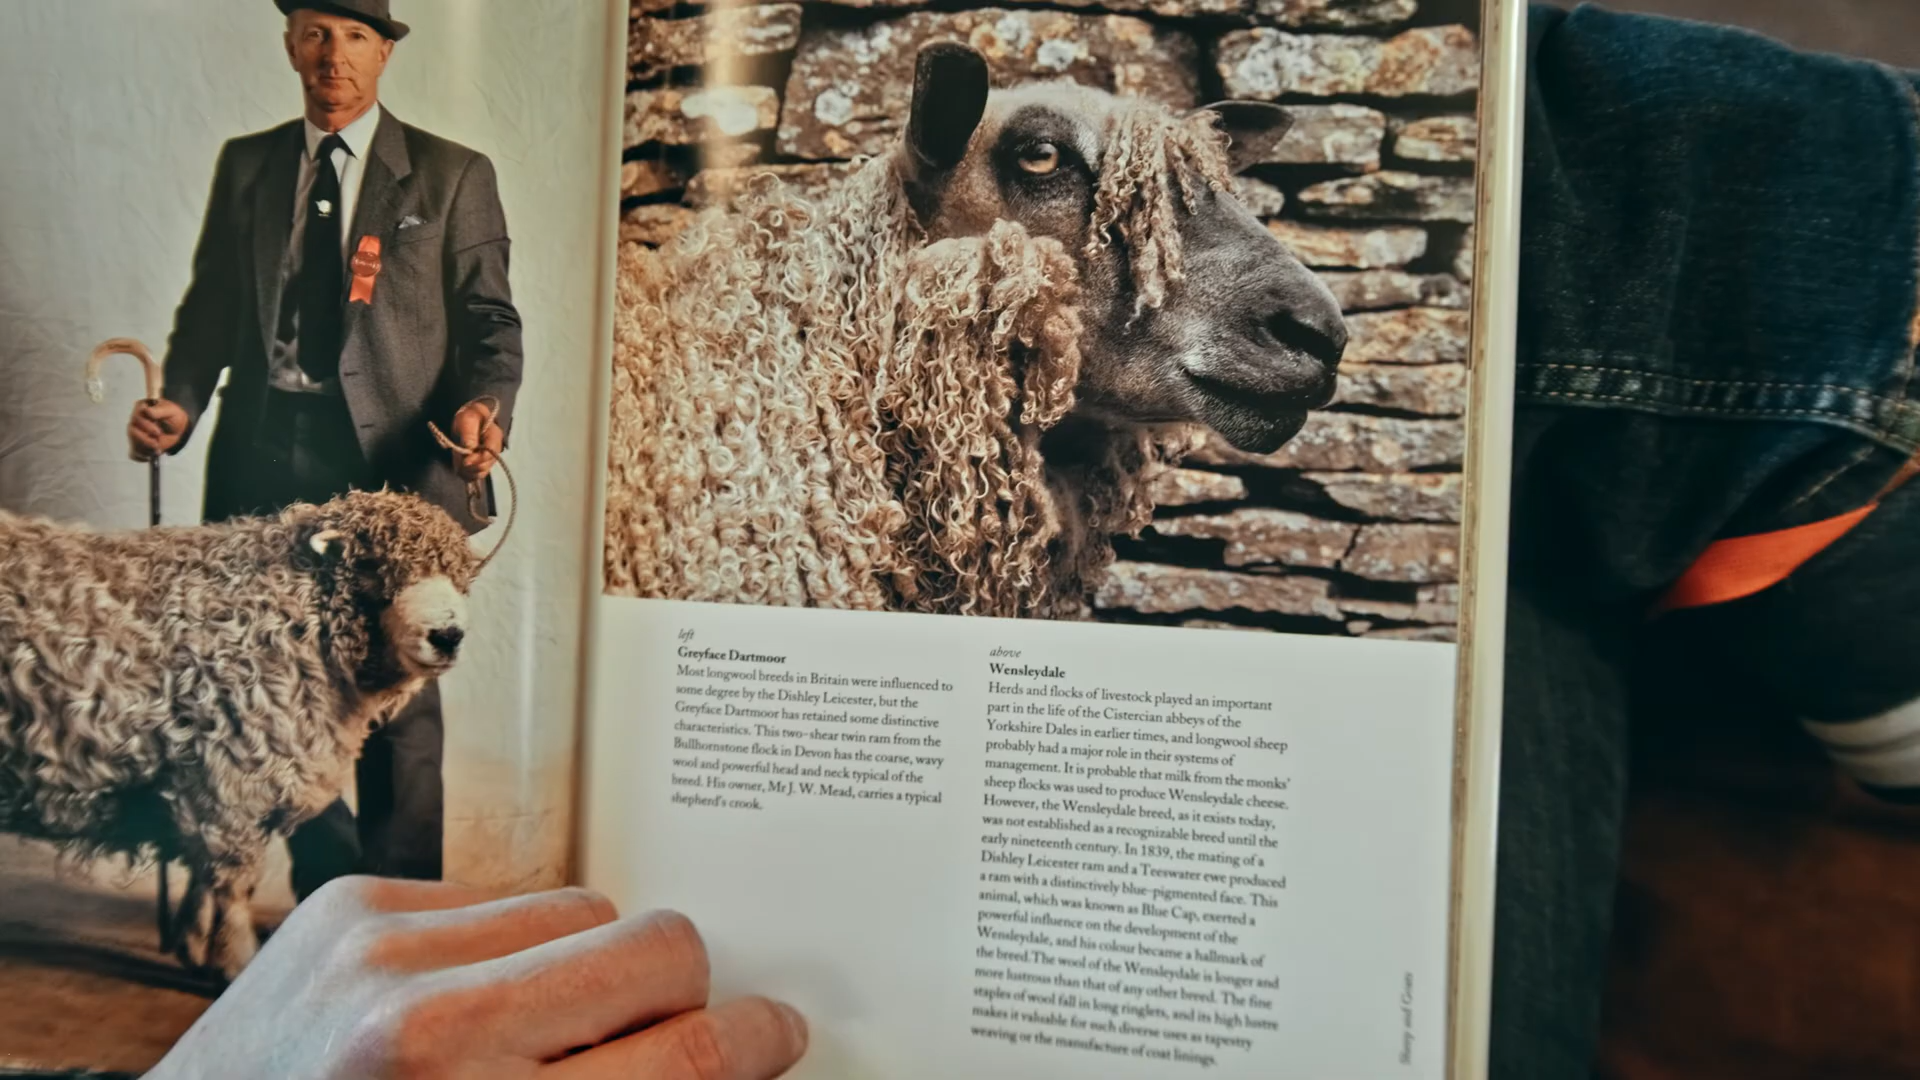 left
Greyface Dartmoor
Most longwool breeds in Britain were influenced to
some degree by the Dishley Leicester, but the
Greyface Dartmoor has retained some distinctive
characteristics. This two-shear twin ram from the
Bullhornstone flock in Devon has the coarse, wavy
wool and powerful head and neck typical of the
breed. His owner, Mr J. W. Mead, carries a typical
shepherd's crook.
above
Wensleydale
Herds and flocks of livestock played an important
part in the life of the Cistercian abbeys of the
Yorkshire Dales in earlier times, and longwool sheep
probably had a major role in their systems of
management. It is probable that milk from the monks'
sheep flocks was used to produce Wensleydale cheese.
However, the Wensleydale breed, as it exists today,
was not established as a recognizable breed until the
early nineteenth century. In 1839, the mating of a
Dishley Leicester ram and a Teeswater ewe produced
a ram with a distinctively blue-pigmented face. This
animal, which was known as Blue Cap, exerted a
powerful influence on the development of the
Wensleydale, and his colour became a hallmark of
the breed. The wool of the Wensleydale is longer and
more lustrous than that of any other breed. The fine
staples of wool fall in long ringlets, and its high lustre
makes it valuable for such diverse uses as tapestry
weaving or the manufacture of coat linings.
Sheep and Goats